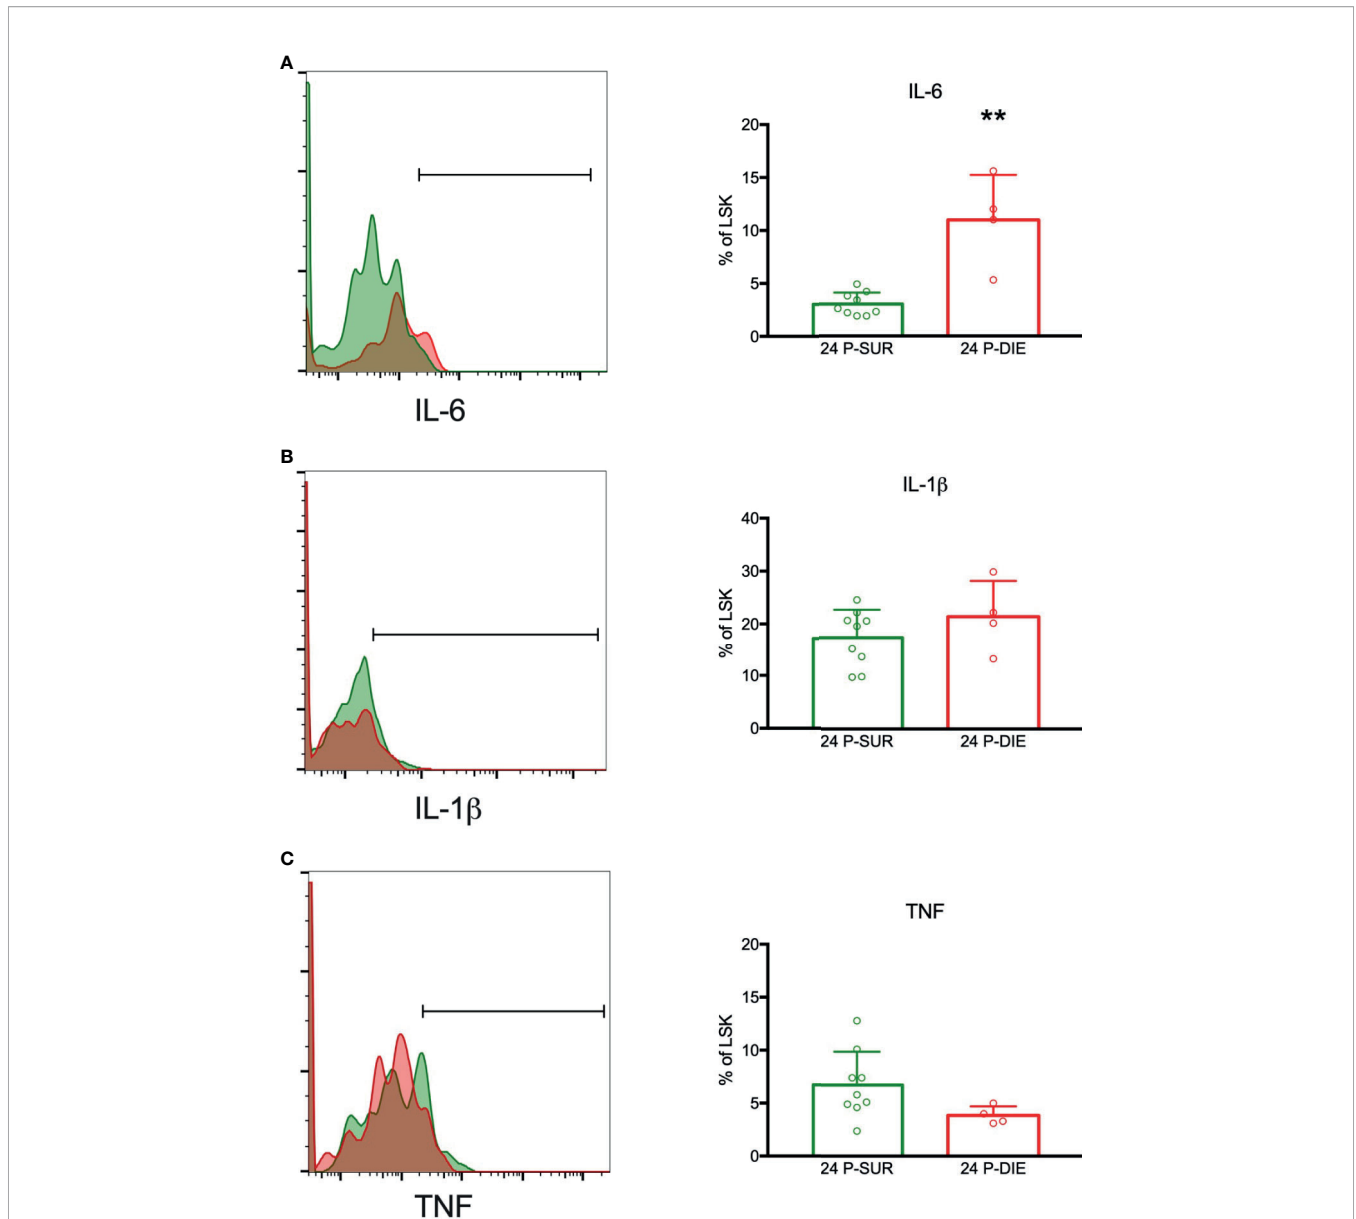 A
IL-6
IL-6
**
% of LSK
20
15
10
5
0
24 P-SUR
24 P-DIE
B
IL-1β
IL-1β
% of LSK
40
30
20
10
0
24 P-SUR
24 P-DIE
C
TNF
TNF
% of LSK
20
15
10
5
0
24 P-SUR
24 P-DIE